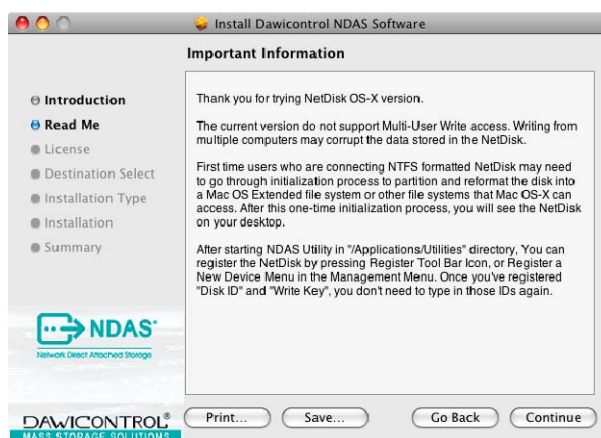 Install Dawicontrol NDAS Software
Important Information
Introduction
Read Me
License
Destination Select
Installation Type
Installation
Summary
Thank you for trying NetDisk OS-X version.
The current version do not support Multi-User Write access. Writing from
multiple computers may corrupt the data stored in the NetDisk.
First time users who are connecting NTFS formatted NetDisk may need
to go through initialization process to partition and reformat the disk into
a Mac OS Extended file system or other file systems that Mac OS-X can
access. After this one-time initialization process, you will see the NetDisk
on your desktop.
After starting NDAS Utility in "/Applications/Utilities" directory, You can
register the NetDisk by pressing Register Tool Bar Icon, or Register a
New Device Menu in the Management Menu. Once you've registered
"Disk ID" and "Write Key", you don't need to type in those IDs again.
NDAS
Network Direct Attached Storage
DAWICONTROL®
MASS STORAGE SOLUTIONS
Print...
Save...
Go Back
Continue